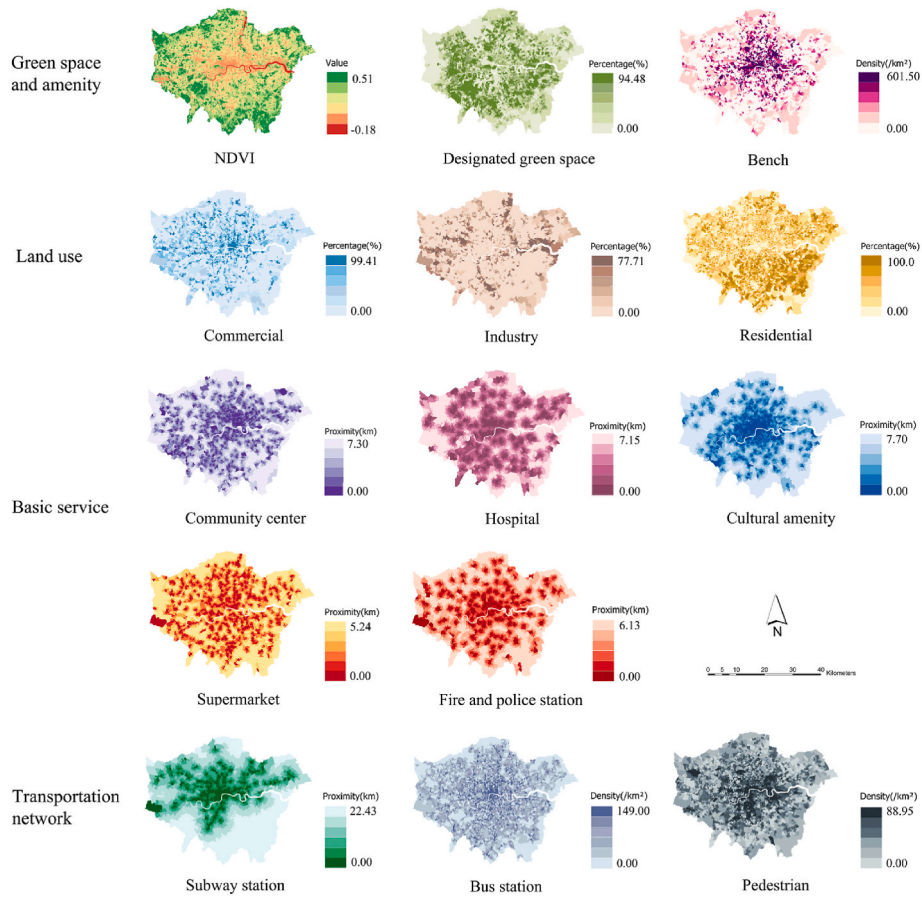 Green space
and amenity
Value
0.51
-0.18
NDVI
Percentage(%)
94.48
0.00
Designated green space
Density(/km²)
601.50
0.00
Bench
Land use
Percentage(%)
99.41
0.00
Commercial
Percentage(%)
77.71
0.00
Industry
Percentage(%)
100.0
0.00
Residential
Basic service
Proximity(km)
7.30
0.00
Community center
Proximity(km)
7.15
0.00
Hospital
Proximity(km)
7.70
0.00
Cultural amenity
Proximity(km)
5.24
0.00
Supermarket
Proximity(km)
6.13
0.00
Fire and police station
N
0 5 10 20 30 40
Kilometers
Transportation
network
Proximity(km)
22.43
0.00
Subway station
Density(/km²)
149.00
0.00
Bus station
Density(/km²)
88.95
0.00
Pedestrian